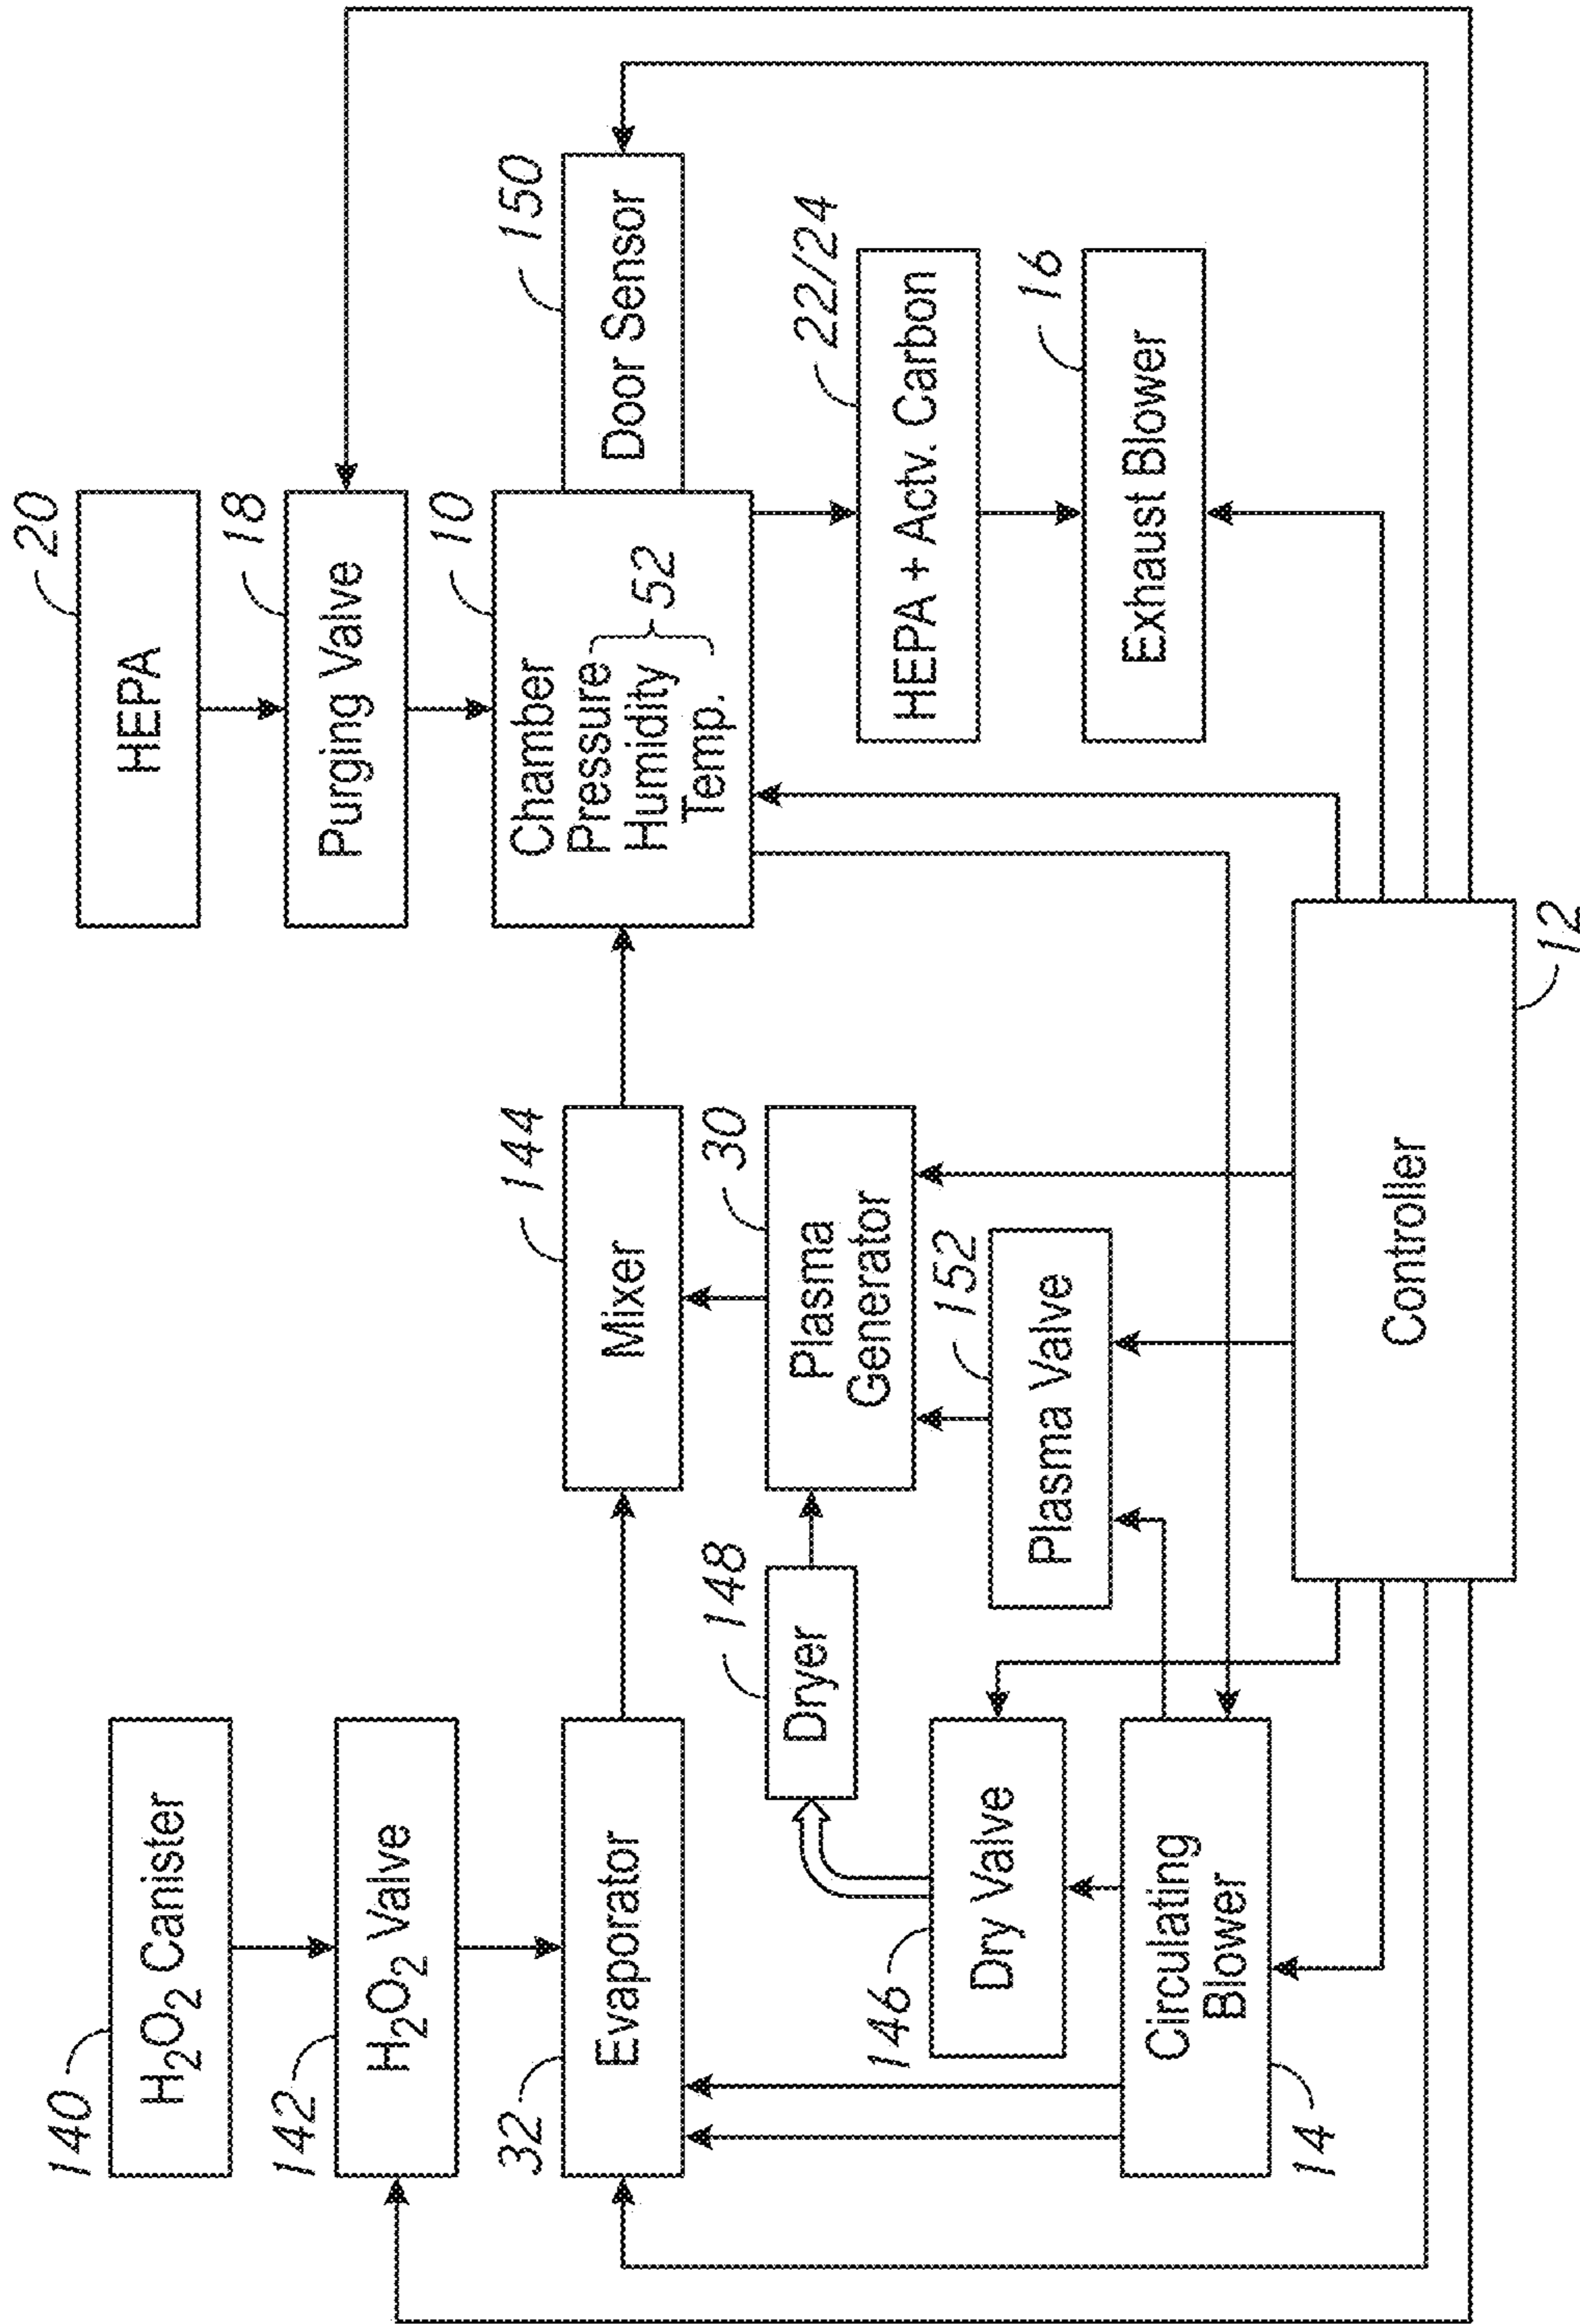 140
H₂O₂ Canister
142
H₂O₂ Valve
32
Evaporator
144
Mixer
20
HEPA
18
Purging Valve
10
Chamber
Pressure
Humidity
Temp.
52
150
Door Sensor
148
Dryer
30
Plasma
Generator
22/24
HEPA + Actv. Carbon
146
Dry Valve
152
Plasma Valve
16
Exhaust Blower
14
Circulating
Blower
Controller
12